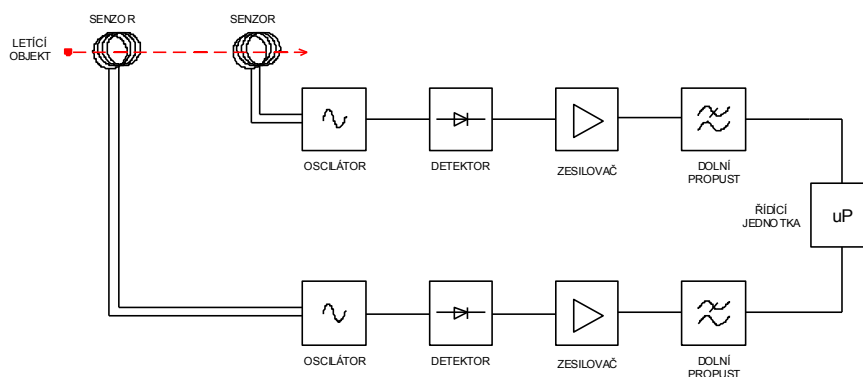 SENZOR
SENZOR
LETÍCÍ
OBJEKT
OSCILÁTOR
DETEKTOR
ZESILOVAČ
DOLNÍ
PROPUST
ŘÍDÍCÍ
JEDNOTKA
uP
OSCILÁTOR
DETEKTOR
ZESILOVAČ
DOLNÍ
PROPUST